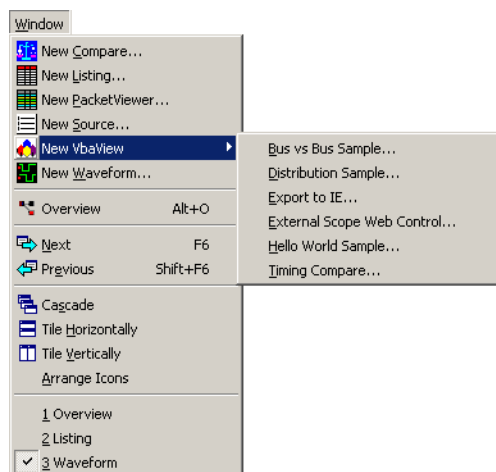 Window
New Compare...
New Listing...
New PacketViewer...
New Source...
New VbaView
New Waveform...
Overview Alt+O
Next F6
Previous Shift+F6
Cascade
Tile Horizontally
Tile Vertically
Arrange Icons
1 Overview
2 Listing
3 Waveform
Bus vs Bus Sample...
Distribution Sample...
Export to IE...
External Scope Web Control...
Hello World Sample...
Timing Compare...